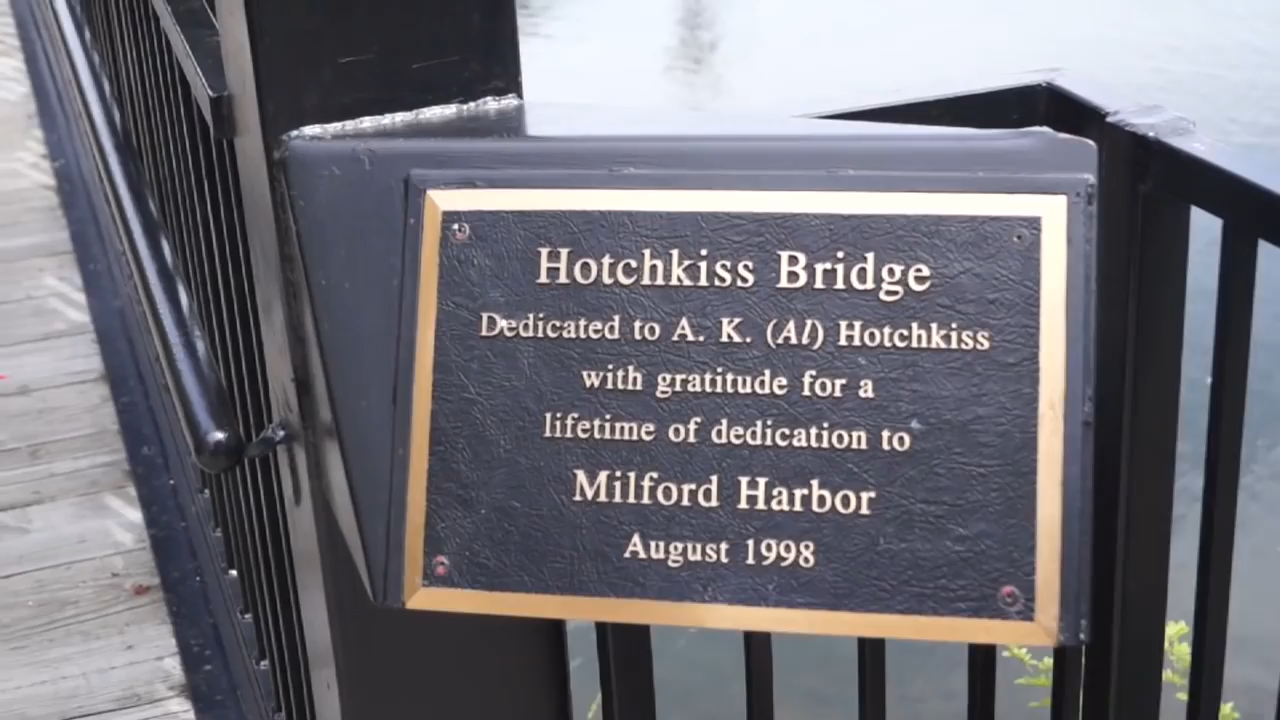 Hotchkiss Bridge
Dedicated to A. K. (Al) Hotchkiss
with gratitude for a
lifetime of dedication to
Milford Harbor
August 1998